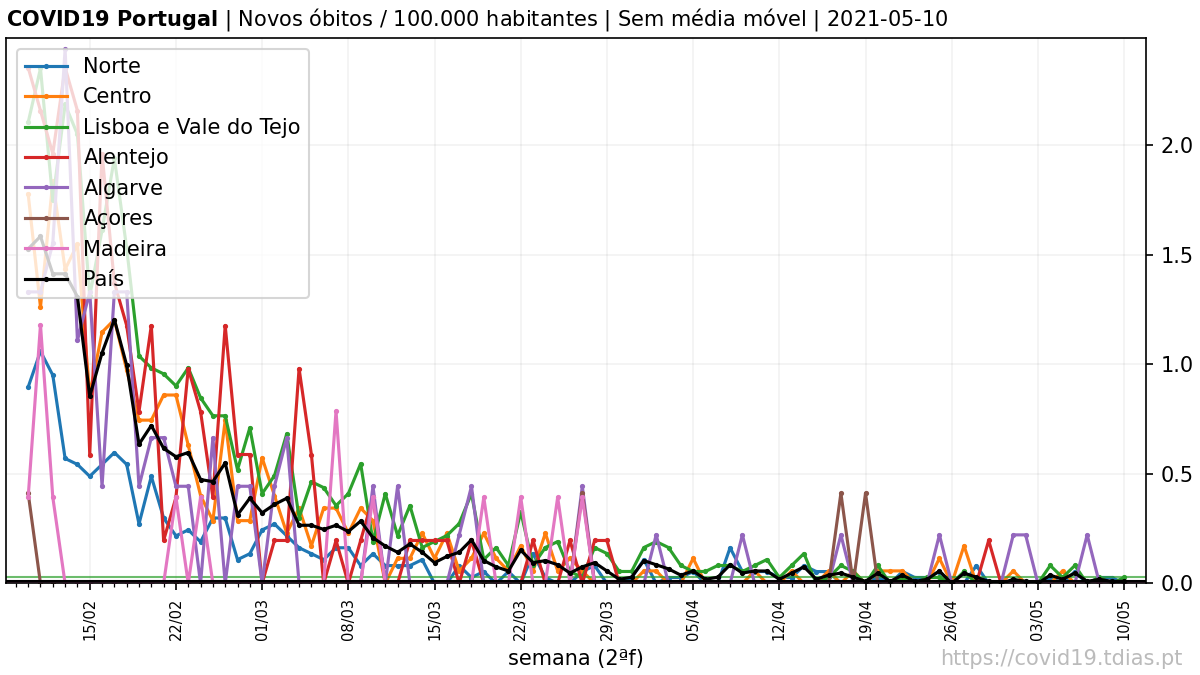 COVID19 Portugal | Novos óbitos / 100.000 habitantes | Sem média móvel | 2021-05-10
Norte
Centro
Lisboa e Vale do Tejo
Alentejo
Algarve
Açores
Madeira
País
2.0
1.5
1.0
0.5
0.0
15/02
22/02
01/03
08/03
15/03
22/03
29/03
05/04
12/04
19/04
26/04
03/05
10/05
semana (2ªf)
https://covid19.tdias.pt